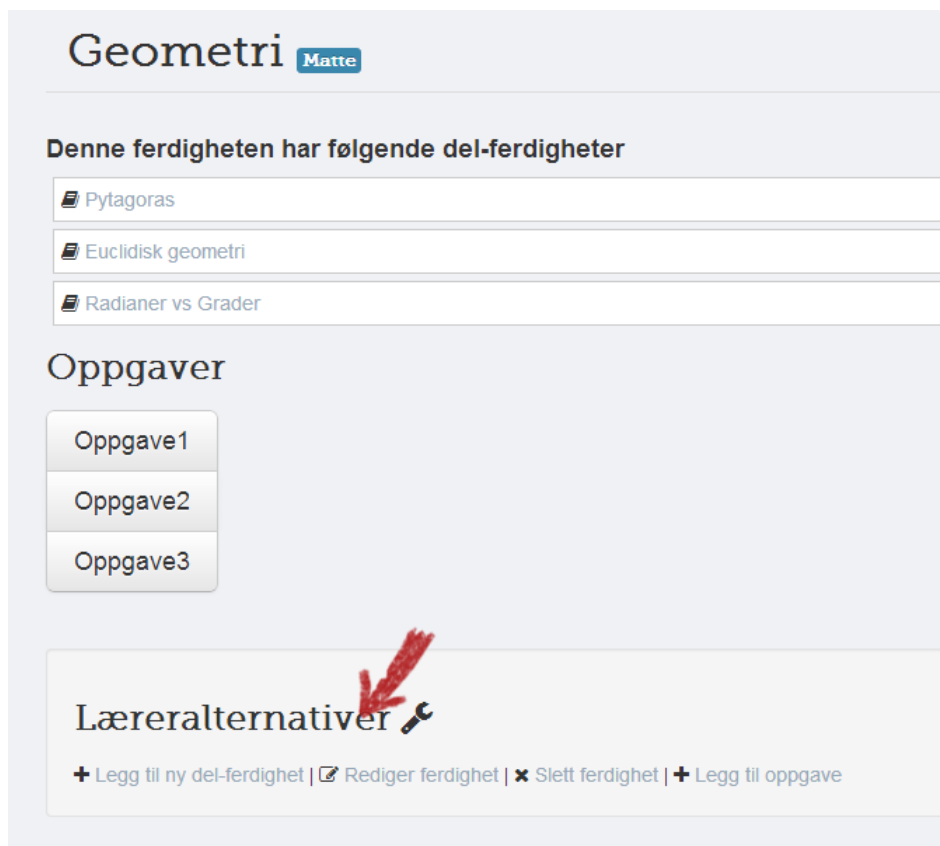 Geometri Matte
Denne ferdigheten har følgende del-ferdigheter
Pytagoras
Euclidisk geometri
Radianer vs Grader
Oppgaver
Oppgave1
Oppgave2
Oppgave3
Læreralternativer
Legg til ny del-ferdighet | Rediger ferdighet | Slett ferdighet | Legg til oppgave